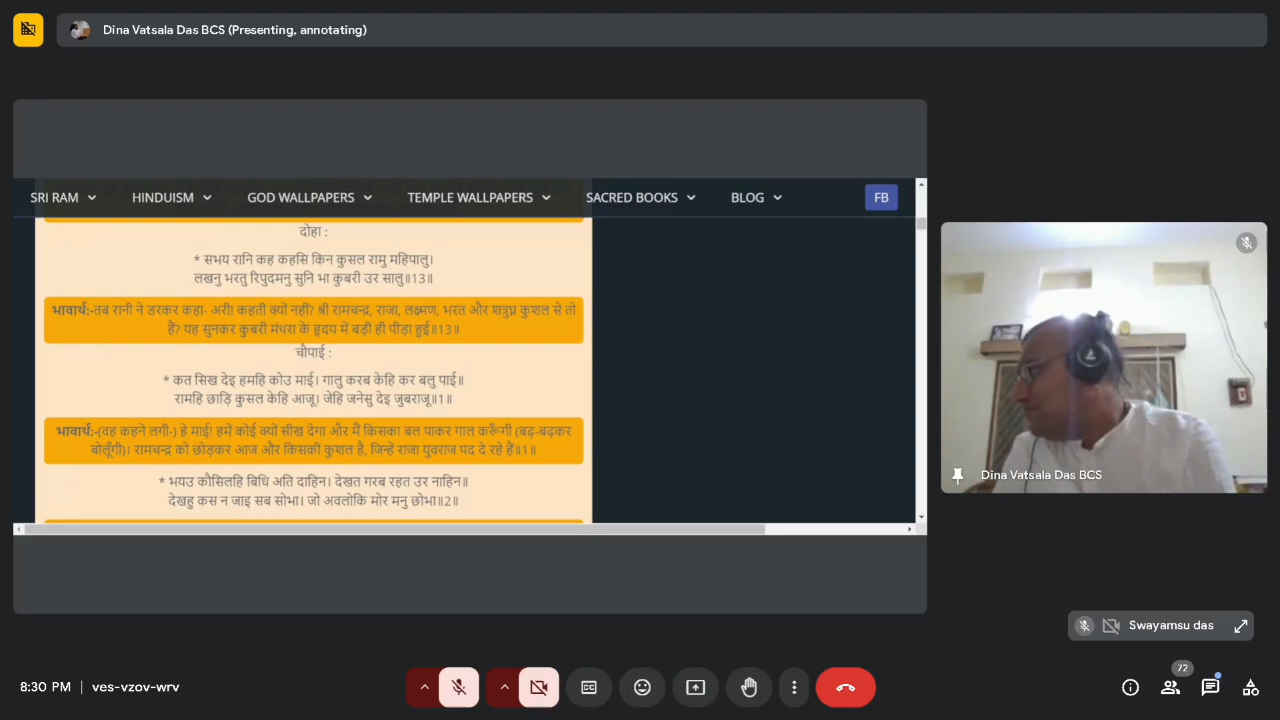 Dina Vatsala Das BCS (Presenting, annotating)
SRI RAM HINDUISM GOD WALLPAPERS TEMPLE WALLPAPERS SACRED BOOKS BLOG FB
दोहा :
* सभय रानि कह कहसि किन कुसल रामु महिपालु।
लखनु भरतु रिपुदमनु सुनि भा कुबरी उर सालु॥13॥
भावार्थ:-तब रानी ने डरकर कहा- अरी! कहती क्यों नहीं? श्री रामचन्द्र, राजा, लक्ष्मण, भरत और शत्रुघ्न कुशल से तो
हैं? यह सुनकर कुबरी मंथरा के हृदय में बड़ी ही पीड़ा हुई॥13॥
चौपाई :
* कत सिख देइ हमहि कोउ माई। गालु करब केहि कर बलु पाई॥
रामहि छाड़ि कुसल केहि आजू। जेहि जनेसु देइ जुबराजू॥1॥
भावार्थ:-(वह कहने लगी-) हे माई! हमें कोई क्यों सीख देगा और मैं किसका बल पाकर गाल करूँगी (बढ़-बढ़कर
बोलूँगी)। रामचन्द्र को छोड़कर आज और किसकी कुशल है, जिन्हें राजा युवराज पद दे रहे हैं॥1॥
* भयउ कौसिलहि बिधि अति दाहिन। देखत गरब रहत उर नाहिन॥
देखहु कस न जाइ सब सोभा। जो अवलोकि मोर मनु छोभा॥2॥
Dina Vatsala Das BCS
Swayamsu das
8:30 PM | ves-vzov-wrv
72